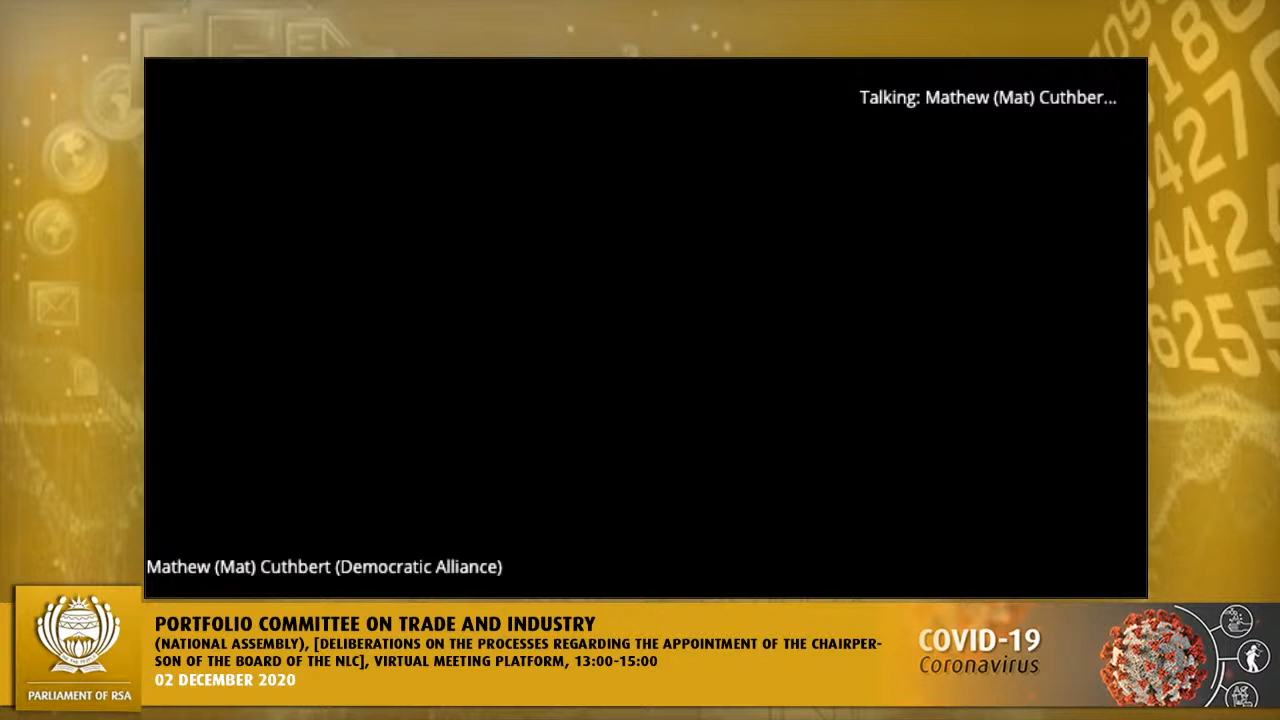 Talking: Mathew (Mat) Cuthber...
Mathew (Mat) Cuthbert (Democratic Alliance)
PORTFOLIO COMMITTEE ON TRADE AND INDUSTRY
(NATIONAL ASSEMBLY), [DELIBERATIONS ON THE PROCESSES REGARDING THE APPOINTMENT OF THE CHAIRPER-
SON OF THE BOARD OF THE NLC], VIRTUAL MEETING PLATFORM, 13:00-15:00
02 DECEMBER 2020
PARLIAMENT OF RSA
COVID-19
Coronavirus